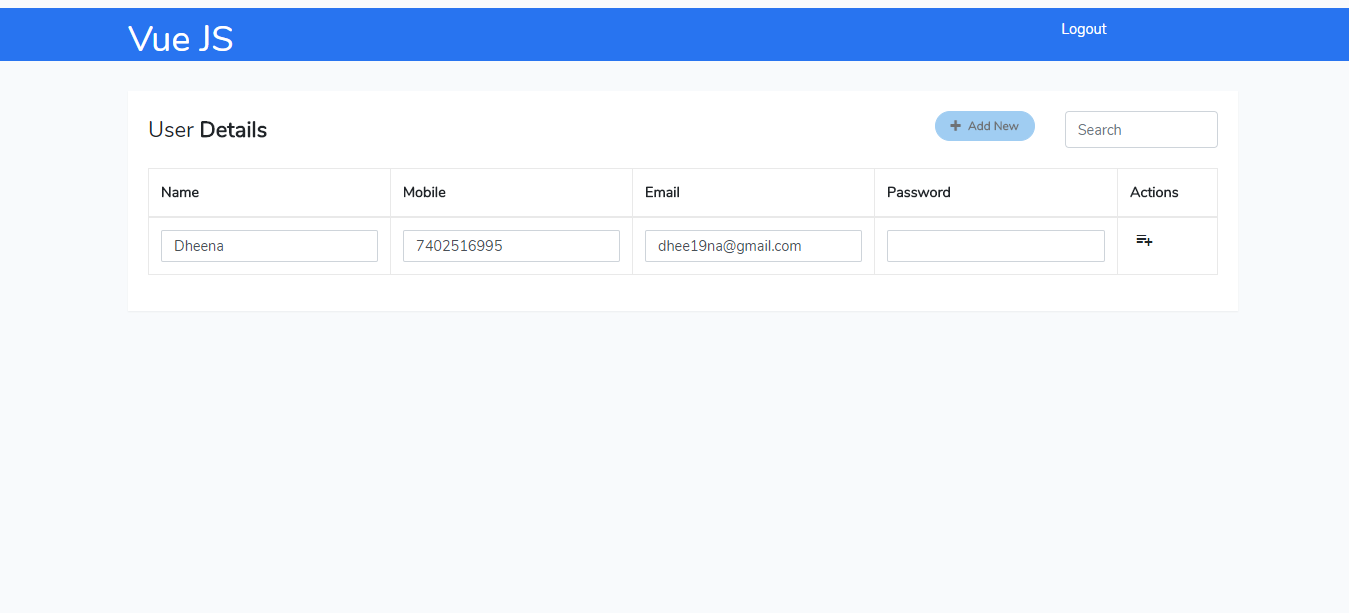 Vue JS
Logout
User Details
Add New
Search
Name Mobile Email Password Actions
Dheena 7402516995 dhee19na@gmail.com